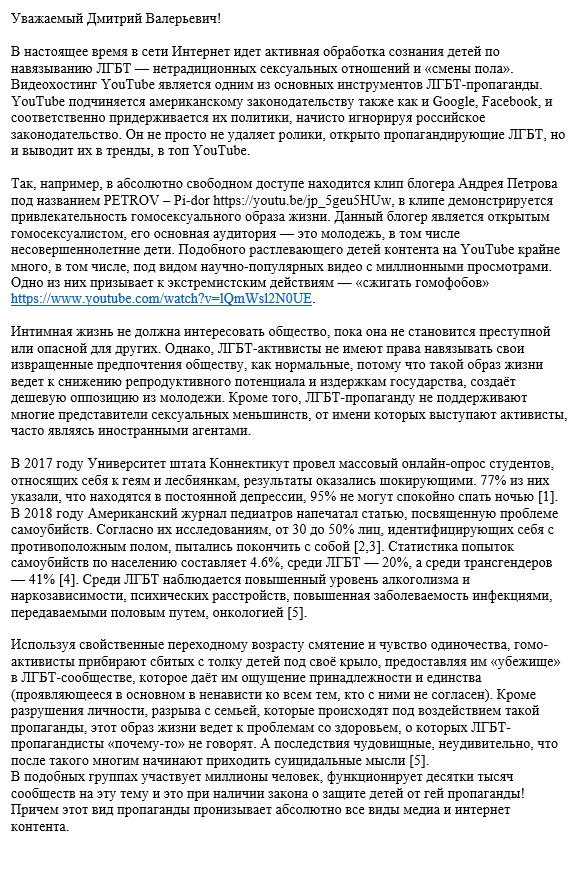 Уважаемый Дмитрий Валерьевич!
В настоящее время в сети Интернет идет активная обработка сознания детей по
навязыванию ЛГБТ — нетрадиционных сексуальных отношений и «смены пола».
Видеохостинг YouTube является одним из основных инструментов ЛГБТ-пропаганды.
YouTube подчиняется американскому законодательству также как и Google, Facebook, и
соответственно придерживается их политики, начисто игнорируя российское
законодательство. Он не просто не удаляет ролики, открыто пропагандирующие ЛГБТ, но
и выводит их в тренды, в топ YouTube.
Так, например, в абсолютно свободном доступе находится клип блогера Андрея Петрова
под названием PETROV – Pi-dor https://youtu.be/jp_5geu5HUw, в клипе демонстрируется
привлекательность гомосексуального образа жизни. Данный блогер является открытым
гомосексуалистом, его основная аудитория — это молодежь, в том числе
несовершеннолетние дети. Подобного растлевающего детей контента на YouTube крайне
много, в том числе, под видом научно-популярных видео с миллионными просмотрами.
Одно из них призывает к экстремистским действиям — «сжигать гомофобов»
https://www.youtube.com/watch?v=lQmWsl2N0UE.
Интимная жизнь не должна интересовать общество, пока она не становится преступной
или опасной для других. Однако, ЛГБТ-активисты не имеют права навязывать свои
извращенные предпочтения обществу, как нормальные, потому что такой образ жизни
ведет к снижению репродуктивного потенциала и издержкам государства, создаёт
дешевую оппозицию из молодежи. Кроме того, ЛГБТ-пропаганду не поддерживают
многие представители сексуальных меньшинств, от имени которых выступают активисты,
часто являясь иностранными агентами.
В 2017 году Университет штата Коннектикут провел массовый онлайн-опрос студентов,
относящих себя к геям и лесбиянкам, результаты оказались шокирующими. 77% из них
указали, что находятся в постоянной депрессии, 95% не могут спокойно спать ночью [1].
В 2018 году Американский журнал педиатров напечатал статью, посвященную проблеме
самоубийств. Согласно их исследованиям, от 30 до 50% лиц, идентифицирующих себя с
противоположным полом, пытались покончить с собой [2,3]. Статистика попыток
самоубийств по населению составляет 4.6%, среди ЛГБТ — 20%, а среди трансгендеров
— 41% [4]. Среди ЛГБТ наблюдается повышенный уровень алкоголизма и
наркозависимости, психических расстройств, повышенная заболеваемость инфекциями,
передаваемыми половым путем, онкологией [5].
Используя свойственные переходному возрасту смятение и чувство одиночества, гомо-
активисты прибирают сбитых с толку детей под своё крыло, предоставляя им «убежище»
в ЛГБТ-сообществе, которое даёт им ощущение принадлежности и единства
(проявляющееся в основном в ненависти ко всем тем, кто с ними не согласен). Кроме
разрушения личности, разрыва с семьей, которые происходят под воздействием такой
пропаганды, этот образ жизни ведет к проблемам со здоровьем, о которых ЛГБТ-
пропагандисты «почему-то» не говорят. А последствия чудовищные, неудивительно, что
после такого многим начинают приходить суицидальные мысли [5].
В подобных группах участвует миллионы человек, функционирует десятки тысяч
сообществ на эту тему и это при наличии закона о защите детей от гей пропаганды!
Причем этот вид пропаганды пронизывает абсолютно все виды медиа и интернет
контента.